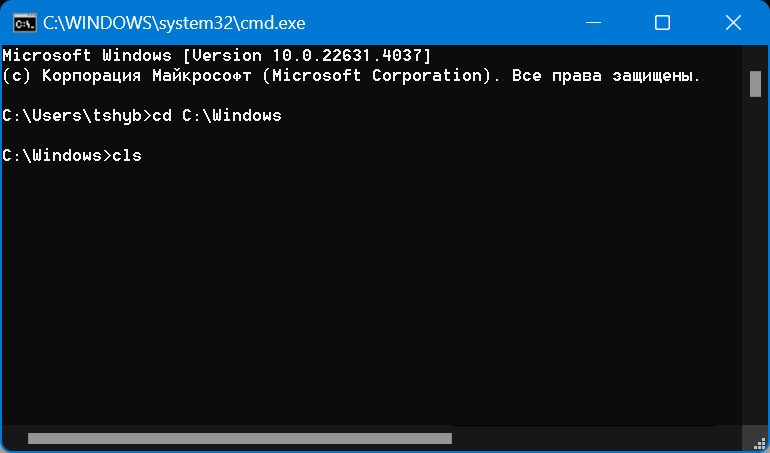 C:\WINDOWS\system32\cmd.exe
Microsoft Windows [Version 10.0.22631.4037]
(c) Корпорация Майкрософт (Microsoft Corporation). Все права защищены.
C:\Users\tshyb>cd C:\Windows
C:\Windows>cls